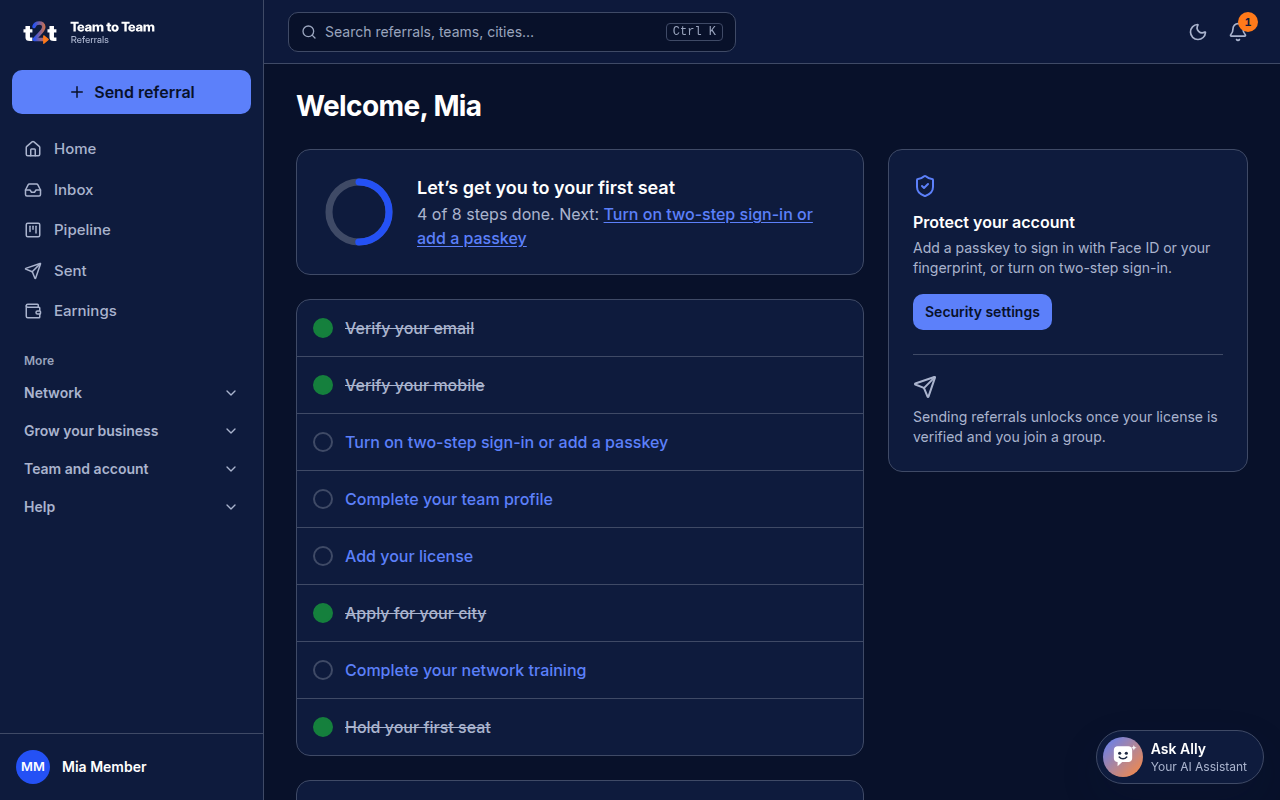 t2t Team to Team
Referrals
Send referral
Home
Inbox
Pipeline
Sent
Earnings
More
Network
Grow your business
Team and account
Help
MM Mia Member
Search referrals, teams, cities... Ctrl K
1
Welcome, Mia
Let’s get you to your first seat
4 of 8 steps done. Next: Turn on two-step sign-in or
add a passkey
Verify your email
Verify your mobile
Turn on two-step sign-in or add a passkey
Complete your team profile
Add your license
Apply for your city
Complete your network training
Hold your first seat
Protect your account
Add a passkey to sign in with Face ID or your
fingerprint, or turn on two-step sign-in.
Security settings
Sending referrals unlocks once your license is
verified and you join a group.
Ask Ally
Your AI Assistant